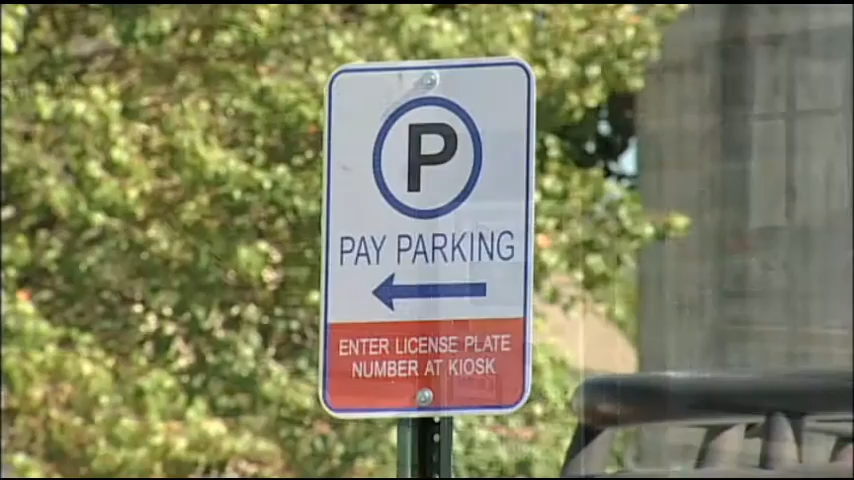 P
PAY PARKING
ENTER LICENSE PLATE
NUMBER AT KIOSK